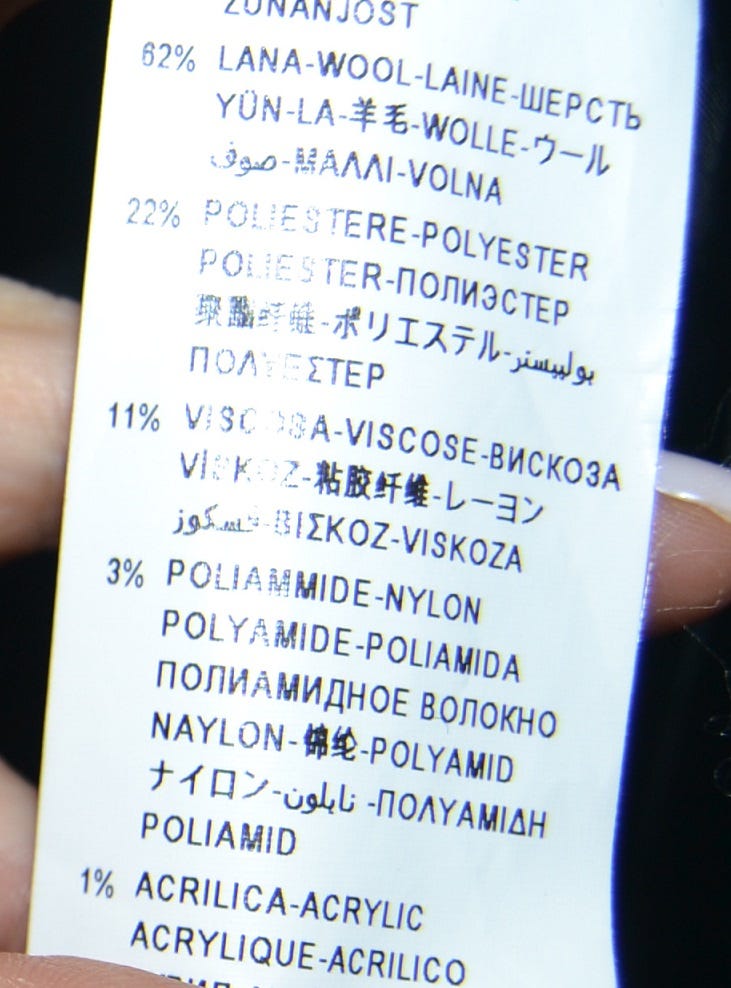 ZUNANJOST
62% LANA-WOOL-LAINE-ШЕРСТЬ
YÜN-LA-羊毛-WOLLE-ウール
صوف-ΜΑΛΛΙ-VOLNA
22% POLIESTERE-POLYESTER
POLIESTER-ПОЛИЭСТЕР
聚酯纤维-ポリエステル-بولييستر
ΠΟΛΥΕΣΤΕΡ
11% VISCOSA-VISCOSE-ВИСКОЗА
VİSKOZ-粘胶纤维-レーヨン
فسكوز-ΒΙΣΚΟΖ-VISKOZA
3% POLIAMMIDE-NYLON
POLYAMIDE-POLIAMIDA
ПОЛИАМИДНОЕ ВОЛОКНО
NAYLON-锦纶-POLYAMID
ナイロン-نايلون-ΠΟΛΥΑΜΙΔΗ
POLIAMID
1% ACRILICA-ACRYLIC
ACRYLIQUE-ACRILICO